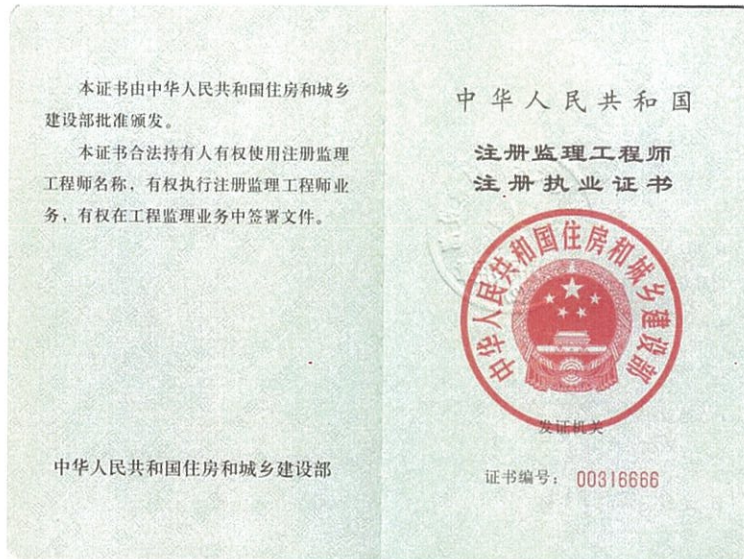 本证书由中华人民共和国住房和城乡
建设部批准颁发。
本证书合法持有人有权使用注册监理
工程师名称，有权执行注册监理工程师业
务，有权在工程监理业务中签署文件。
中华人民共和国住房和城乡建设部
中华人民共和国
注册监理工程师
注册执业证书
中华人民共和国住房和城乡建设部
发证机关
证书编号：00316666